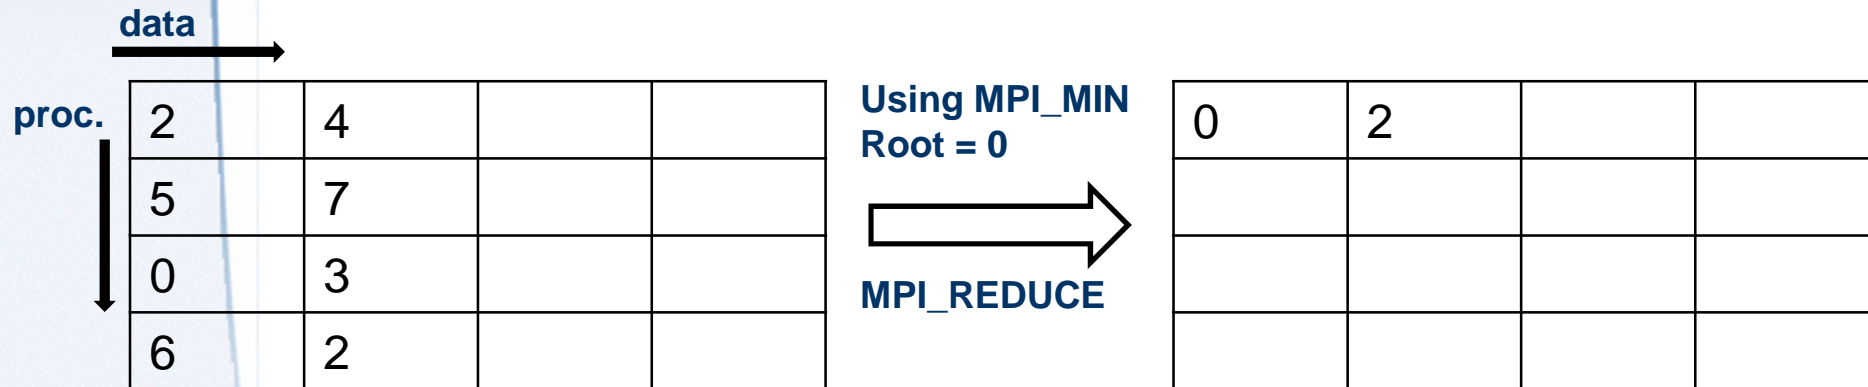 data
proc.
2 4
5 7
0 3
6 2
Using MPI_MIN
Root = 0
MPI_REDUCE
0 2